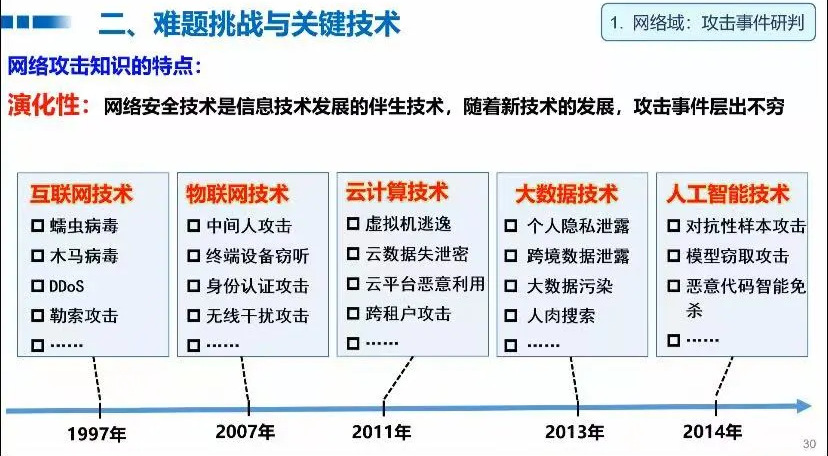 二、难题挑战与关键技术
1. 网络域：攻击事件研判
网络攻击知识的特点：
演化性：网络安全技术是信息技术发展的伴生技术，随着新技术的发展，攻击事件层出不穷
互联网技术
蠕虫病毒
木马病毒
DDoS
勒索攻击
……
物联网技术
中间人攻击
终端设备窃听
身份认证攻击
无线干扰攻击
……
云计算技术
虚拟机逃逸
云数据失泄密
云平台恶意利用
跨租户攻击
……
大数据技术
个人隐私泄露
跨境数据泄露
大数据污染
人肉搜索
……
人工智能技术
对抗性样本攻击
模型窃取攻击
恶意代码智能免
杀
……
1997年
2007年
2011年
2013年
2014年
30